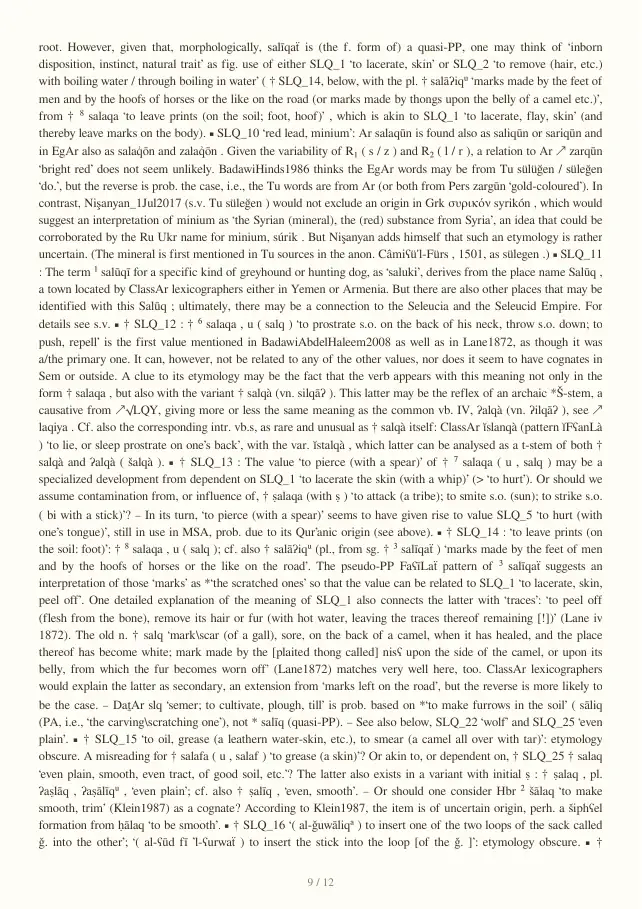 root. However, given that, morphologically, salīqaẗ is (the f. form of) a quasi-PP, one may think of ‘inborn
disposition, instinct, natural trait’ as fig. use of either SLQ_1 ‘to lacerate, skin’ or SLQ_2 ‘to remove (hair, etc.)
with boiling water / through boiling in water’ ( † SLQ_14, below, with the pl. † salāʔiqᵘ ‘marks made by the feet of
men and by the hoofs of horses or the like on the road (or marks made by thongs upon the belly of a camel etc.)’,
from † ⁸ salaqa ‘to leave prints (on the soil; foot, hoof)’ , which is akin to SLQ_1 ‘to lacerate, flay, skin’ (and
thereby leave marks on the body). ▪ SLQ_10 ‘red lead, minium’: Ar salaqūn is found also as saliqūn or sariqūn and
in EgAr also as salaq̈ōn and zalaq̈ōn . Given the variability of R₁ ( s / z ) and R₂ ( l / r ), a relation to Ar ↗ zarqūn
‘bright red’ does not seem unlikely. BadawiHinds1986 thinks the EgAr words may be from Tu sülüğen / süleğen
‘do.’, but the reverse is prob. the case, i.e., the Tu words are from Ar (or both from Pers zargūn ‘gold-coloured’). In
contrast, Nişanyan_1Jul2017 (s.v. Tu süleğen ) would not exclude an origin in Grk συρικόν syrikón , which would
suggest an interpretation of minium as ‘the Syrian (mineral), the (red) substance from Syria’, an idea that could be
corroborated by the Ru Ukr name for minium, súrik . But Nişanyan adds himself that such an etymology is rather
uncertain. (The mineral is first mentioned in Tu sources in the anon. Câmiʕü'l-Fürs , 1501, as sülegen .) ▪ SLQ_11
: The term ¹ salūqī for a specific kind of greyhound or hunting dog, as ‘saluki’, derives from the place name Salūq ,
a town located by ClassAr lexicographers either in Yemen or Armenia. But there are also other places that may be
identified with this Salūq ; ultimately, there may be a connection to the Seleucia and the Seleucid Empire. For
details see s.v. ▪ † SLQ_12 : † ⁶ salaqa , u ( salq ) ‘to prostrate s.o. on the back of his neck, throw s.o. down; to
push, repell’ is the first value mentioned in BadawiAbdelHaleem2008 as well as in Lane1872, as though it was
a/the primary one. It can, however, not be related to any of the other values, nor does it seem to have cognates in
Sem or outside. A clue to its etymology may be the fact that the verb appears with this meaning not only in the
form † salaqa , but also with the variant † salqà (vn. silqāʔ ). This latter may be the reflex of an archaic *Š-stem, a
causative from ↗√LQY, giving more or less the same meaning as the common vb. IV, ʔalqà (vn. ʔilqāʔ ), see ↗
laqiya . Cf. also the corresponding intr. vb.s, as rare and unusual as † salqà itself: ClassAr ĭslanqà (pattern ĭFʕanLà
) ‘to lie, or sleep prostrate on one’s back’, with the var. ĭstalqà , which latter can be analysed as a t-stem of both †
salqà and ʔalqà ( šalqà ). ▪ † SLQ_13 : The value ‘to pierce (with a spear)’ of † ⁷ salaqa ( u , salq ) may be a
specialized development from dependent on SLQ_1 ‘to lacerate the skin (with a whip)’ (> ‘to lacerate). Or should we
assume contamination from, or influence of, † ṣalaqa (with ṣ ) ‘to attack (a tribe); to smite s.o. (sun); to strike s.o.
( bi with a stick)’? – In its turn, ‘to pierce (with a spear)’ seems to have given rise to value SLQ_5 ‘to hurt (with
one’s tongue)’, still in use in MSA, prob. due to its Qurʾanic origin (see above). ▪ † SLQ_14 : ‘to leave prints (on
the soil: foot)’: † ⁸ salaqa , u ( salq ); cf. also † salāʔiqᵘ (pl., from sg. † ³ salīqaẗ ) ‘marks made by the feet of men
and by the hoofs of horses or the like on the road’. The pseudo-PP FaʕīLaẗ pattern of ³ salīqaẗ suggests an
interpretation of those ‘marks’ as *‘the scratched ones’ so that the value can be related to SLQ_1 ‘to lacerate, skin,
peel off’. One detailed explanation of the meaning of SLQ_1 also connects the latter with ‘traces’: ‘to peel off
(flesh from the bone), remove its hair or fur (with hot water, leaving the traces thereof remaining [!])’ (Lane iv
1872). The old n. † salq ‘mark\scar (of a gall), sore, on the back of a camel, when it has healed, and the place
thereof has become white; mark made by the [plaited thong called] nisʕ upon the side of the camel, or upon its
belly, from which the fur becomes worn off’ (Lane1872) matches very well here, too. ClassAr lexicographers
would explain the latter as secondary, an extension from ‘marks left on the road’, but the reverse is more likely to
be the case. – DaṯAr slq ‘semer; to cultivate, plough, till’ is prob. based on *‘to make furrows in the soil’ ( sāliq
(PA, i.e., ‘the carving\scratching one’), not * salīq (quasi-PP). – See also below, SLQ_22 ‘wolf’ and SLQ_25 ‘even
plain’. ▪ † SLQ_15 ‘to oil, grease (a leathern water-skin, etc.), to smear (a camel all over with tar)’: etymology
obscure. A misreading for † salafa ( u , salaf ) ‘to grease (a skin)’? Or akin to, or dependent on, † SLQ_25 † salaq
‘even plain, smooth, even tract, of good soil, etc.’? The latter also exists in a variant with initial ṣ : † ṣalaq , pl.
ʔaṣlāq , ʔaṣālīqᵘ , ‘even plain’; cf. also † ṣalīq , ‘even, smooth’. – Or should one consider Hbr ² šālaq ‘to make
smooth, trim’ (Klein1987) as a cognate? According to Klein1987, the item is of uncertain origin, perh. a šiphʕel
formation from ḥālaq ‘to be smooth’. ▪ † SLQ_16 ‘( al-ǧuwāliqᵃ ) to insert one of the two loops of the sack called
ǧ. into the other’; ‘( al-ʕūd fī ’l-ʕurwaẗ ) to insert the stick into the loop [of the ǧ. ]’: etymology obscure. ▪ †
9 / 12